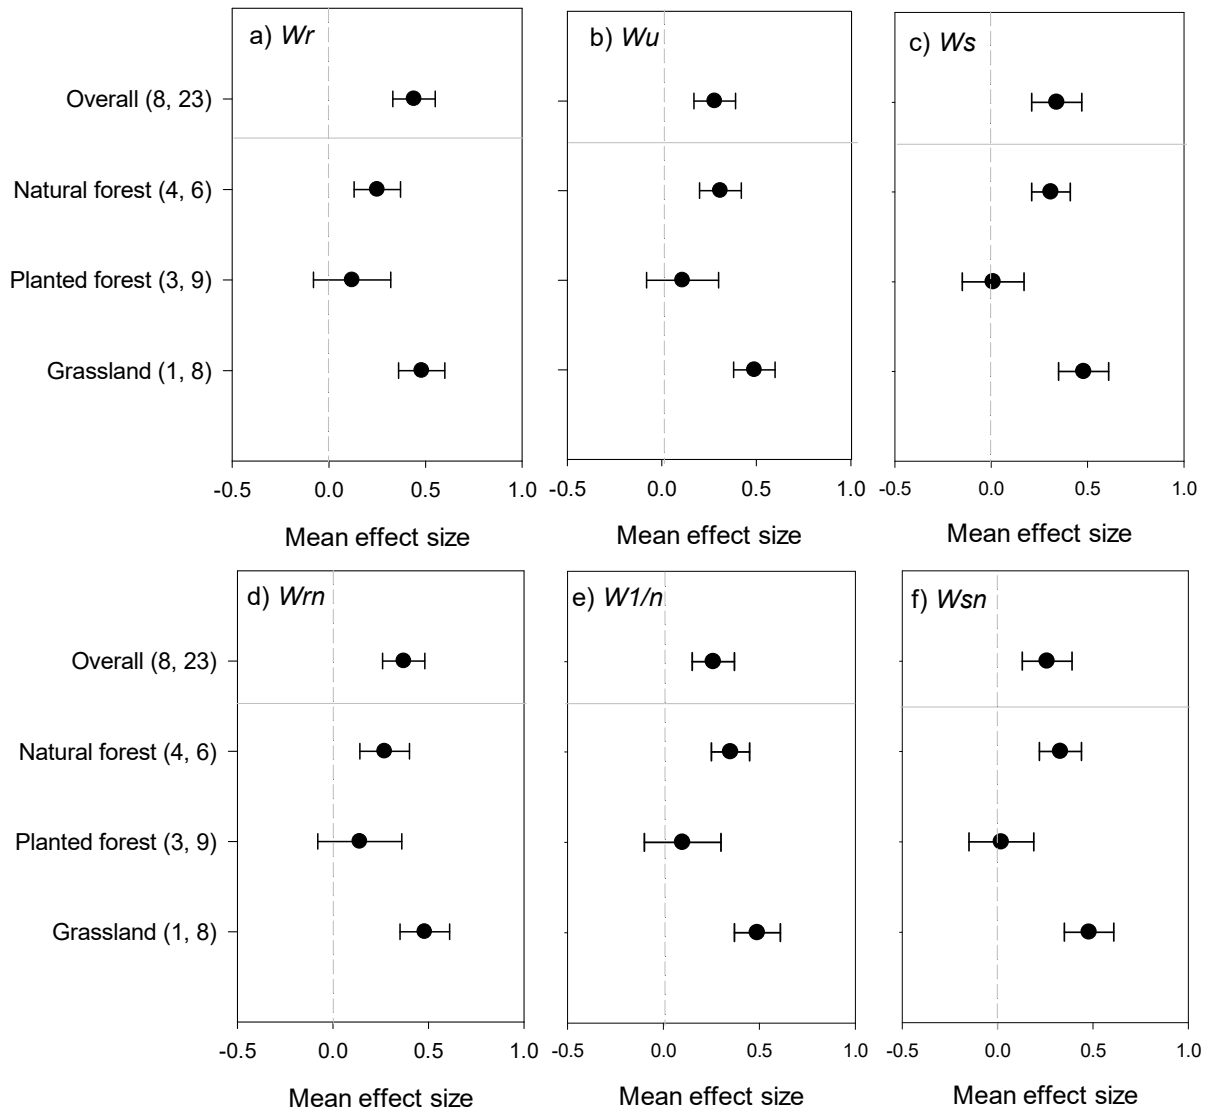 a) Wr
b) Wu
c) Ws
Overall (8, 23)
Natural forest (4, 6)
Planted forest (3, 9)
Grassland (1, 8)
-0.5 0.0 0.5 1.0
-0.5 0.0 0.5 1.0
-0.5 0.0 0.5 1.0
Mean effect size
Mean effect size
Mean effect size
d) Wrn
e) W1/n
f) Wsn
Overall (8, 23)
Natural forest (4, 6)
Planted forest (3, 9)
Grassland (1, 8)
-0.5 0.0 0.5 1.0
-0.5 0.0 0.5 1.0
-0.5 0.0 0.5 1.0
Mean effect size
Mean effect size
Mean effect size